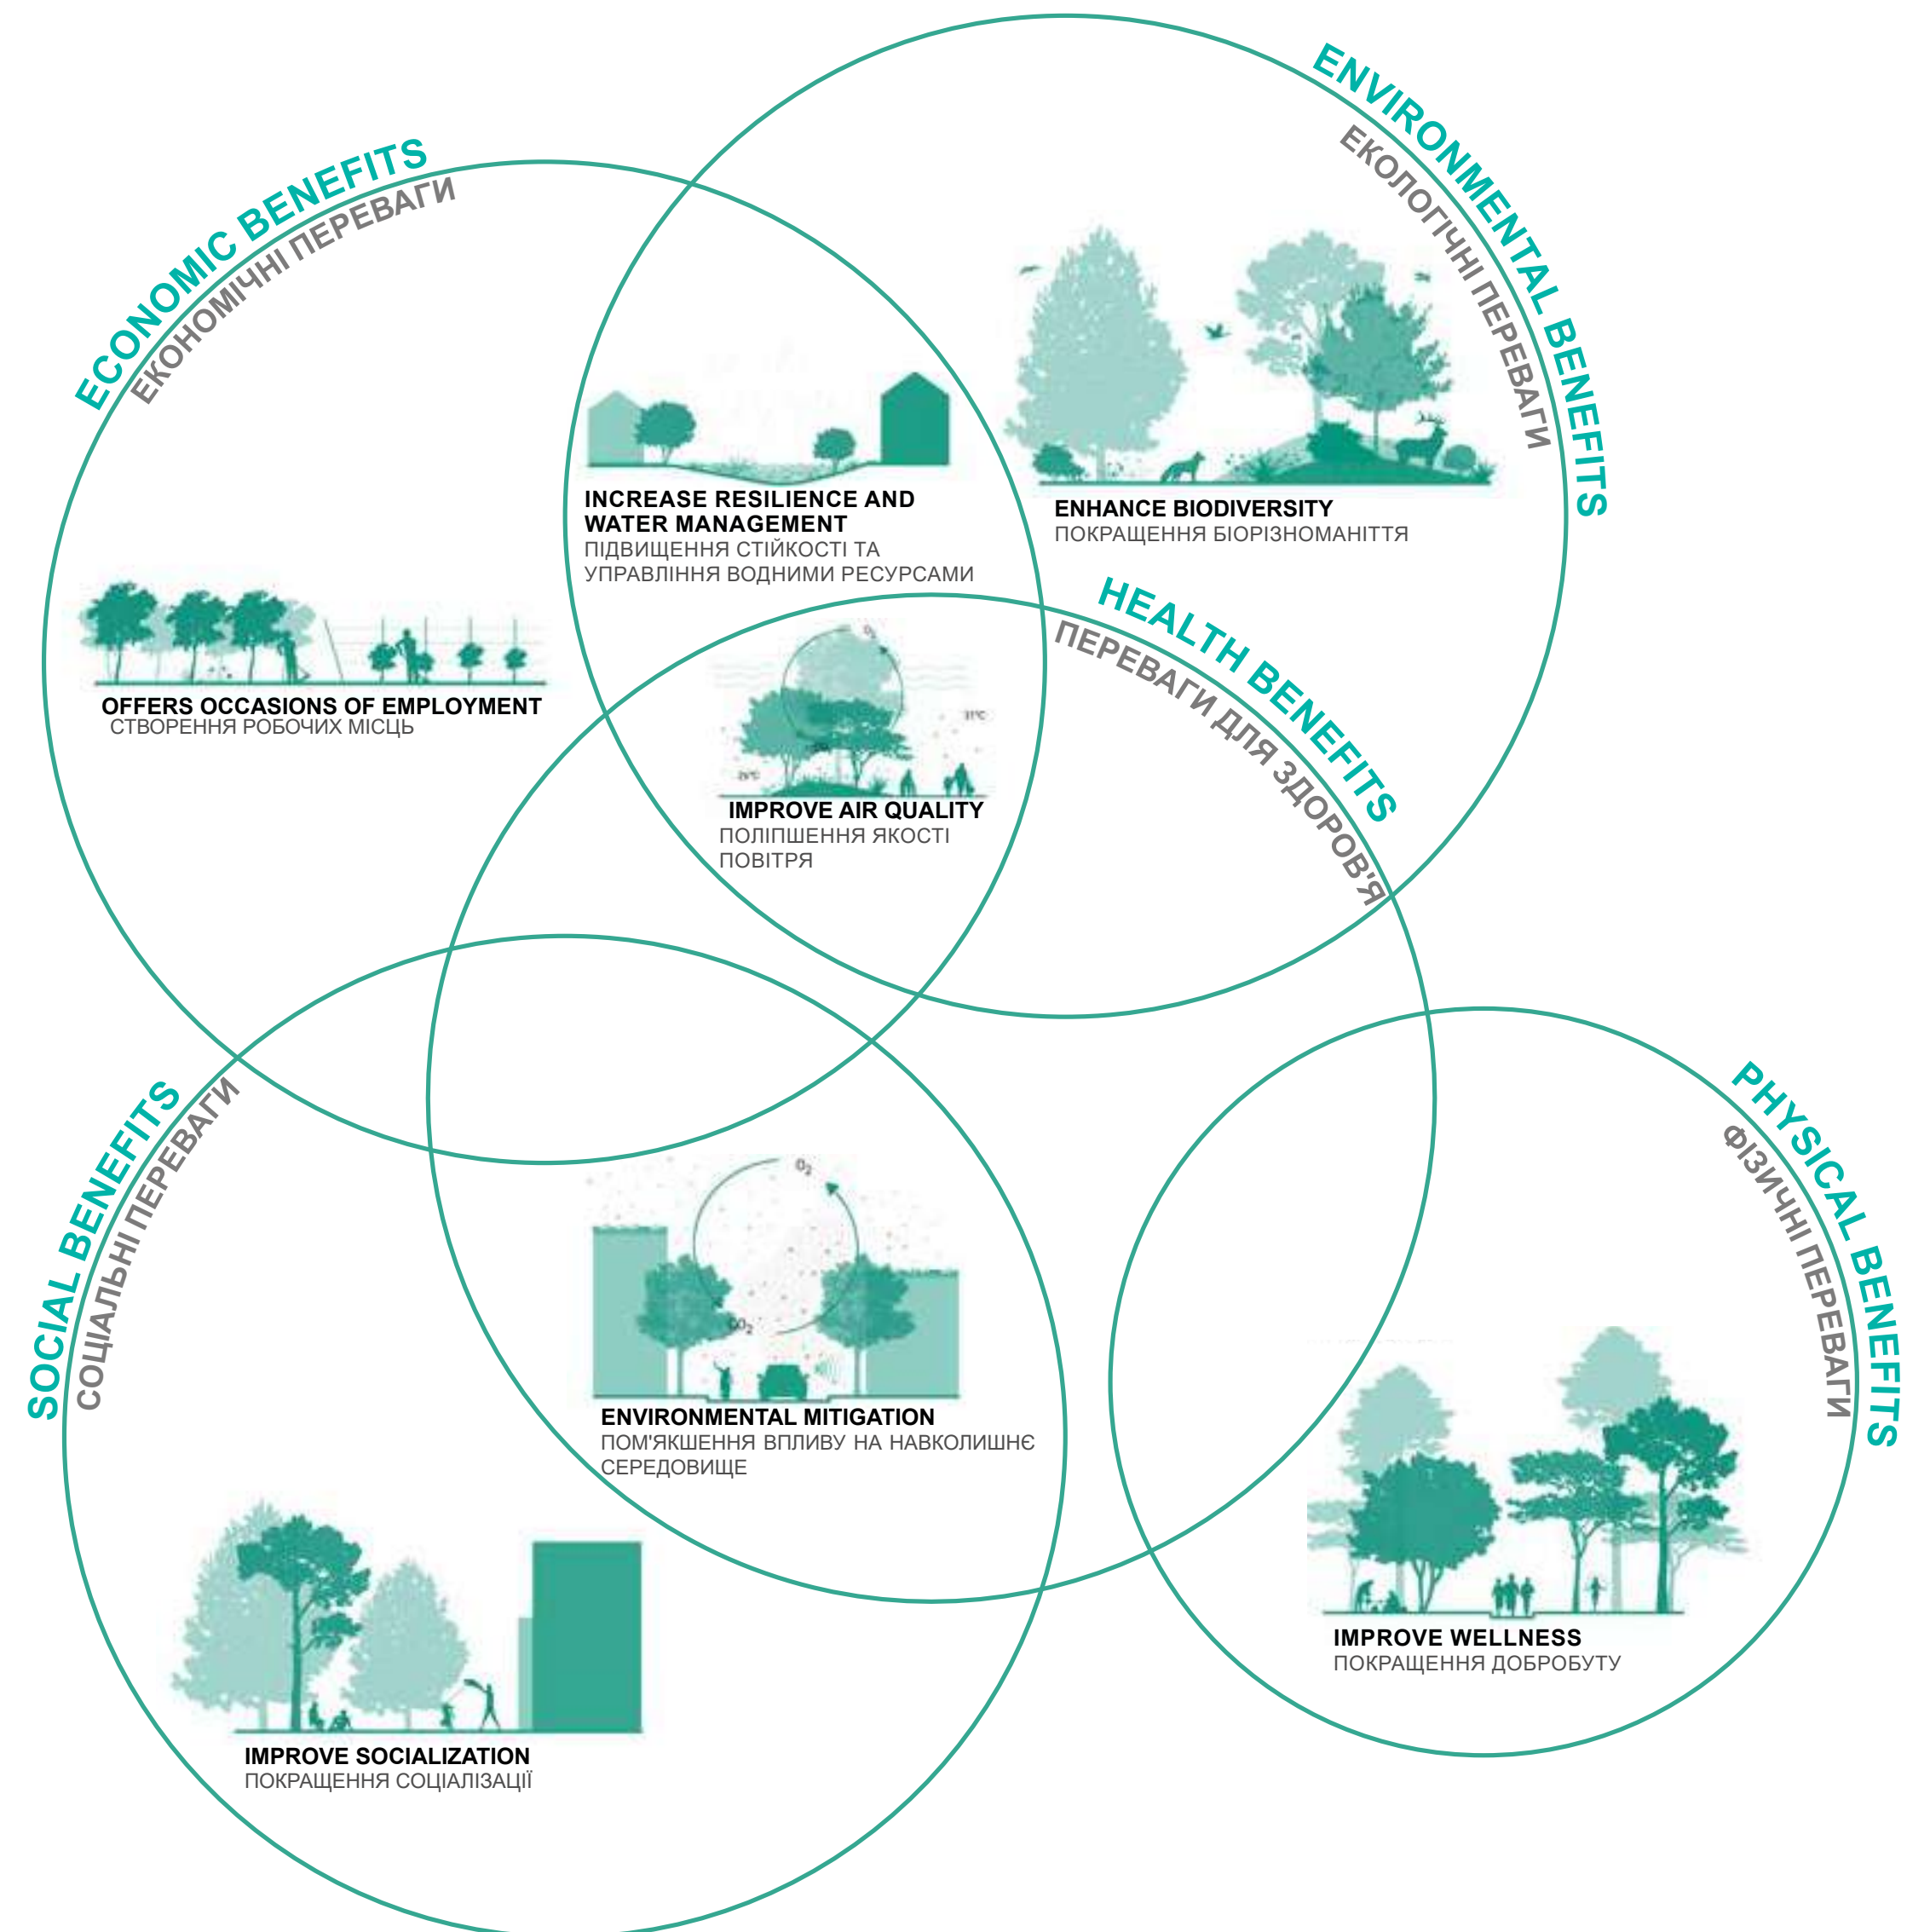 ENVIRONMENTAL BENEFITS
ЕКОЛОГІЧНІ ПЕРЕВАГИ
ECONOMIC BENEFITS
ЕКОНОМІЧНІ ПЕРЕВАГИ
INCREASE RESILIENCE AND
WATER MANAGEMENT
ПІДВИЩЕННЯ СТІЙКОСТІ ТА
УПРАВЛІННЯ ВОДНИМИ РЕСУРСАМИ
ENHANCE BIODIVERSITY
ПОКРАЩЕННЯ БІОРІЗНОМАНІТТЯ
HEALTH BENEFITS
ПЕРЕВАГИ ДЛЯ ЗДОРОВ'Я
OFFERS OCCASIONS OF EMPLOYMENT
СТВОРЕННЯ РОБОЧИХ МІСЦЬ
O2
31°C
IMPROVE AIR QUALITY
ПОЛІПШЕННЯ ЯКОСТІ
ПОВІТРЯ
SOCIAL BENEFITS
СОЦІАЛЬНІ ПЕРЕВАГИ
PHYSICAL BENEFITS
ФІЗИЧНІ ПЕРЕВАГИ
O2
CO2
ENVIRONMENTAL MITIGATION
ПОМ'ЯКШЕННЯ ВПЛИВУ НА НАВКОЛИШНЄ
СЕРЕДОВИЩЕ
IMPROVE WELLNESS
ПОКРАЩЕННЯ ДОБРОБУТУ
IMPROVE SOCIALIZATION
ПОКРАЩЕННЯ СОЦІАЛІЗАЦІЇ